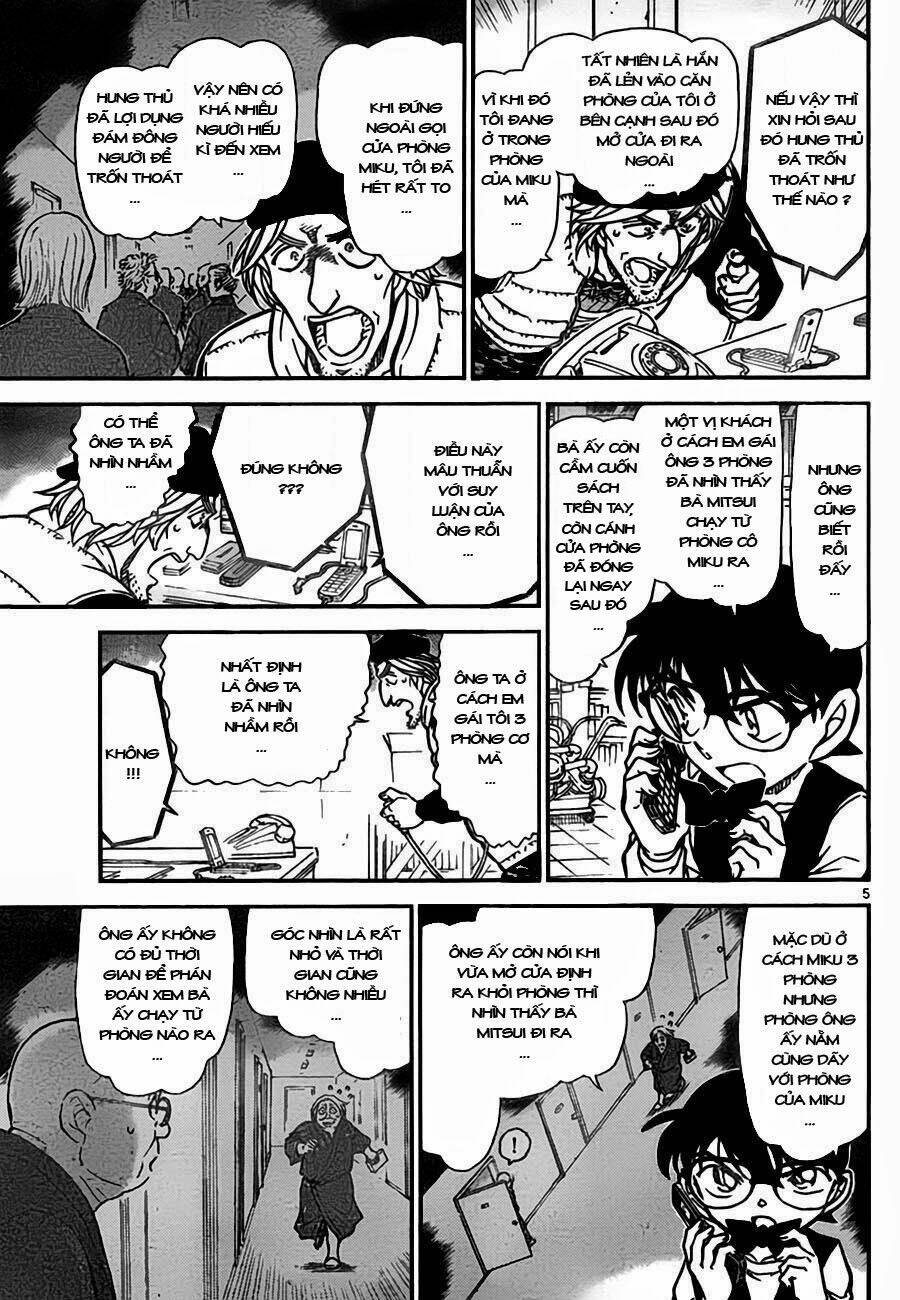 NẾU VẬY THÌ
XIN HỎI SAU
ĐÓ HUNG THỦ
ĐÃ TRỐN
THOÁT NHƯ
THẾ NÀO ?
TẤT NHIÊN LÀ HẮN
ĐÃ LẺN VÀO CĂN
PHÒNG CỦA TÔI Ở
BÊN CẠNH SAU ĐÓ
MỞ CỬA ĐI RA
NGOÀI
...
VÌ KHI ĐÓ
TÔI ĐANG
Ở TRONG
PHÒNG
CỦA MIKU
MÀ
...
KHI ĐỨNG
NGOÀI GỌI
CỬA PHÒNG
MIKU, TÔI ĐÃ
HÉT RẤT TO
...
VẬY NÊN CÓ
KHÁ NHIỀU
NGƯỜI HIẾU
KÌ ĐẾN XEM
...
HUNG THỦ
ĐÃ LỢI DỤNG
ĐÁM ĐÔNG
NGƯỜI ĐỂ
TRỐN THOÁT
...
NHƯNG
ÔNG
CŨNG
BIẾT
RỒI
ĐẤY
...
MỘT VỊ KHÁCH
Ở CÁCH EM GÁI
ÔNG 3 PHÒNG
ĐÃ NHÌN THẤY
BÀ MITSUI
CHẠY TỪ
PHÒNG CÔ
MIKU RA
...
BÀ ẤY CÒN
CẦM CUỐN
SÁCH
TRÊN TAY,
CÒN CÁNH
CỬA PHÒNG
ĐÃ ĐÓNG
LẠI NGAY
SAU ĐÓ
...
ĐIỀU NÀY
MÂU THUẪN
VỚI SUY
LUẬN CỦA
ÔNG RỒI
...
ĐÚNG KHÔNG
???
CÓ THỂ
ÔNG TA ĐÃ
NHÌN NHẦM
...
ÔNG TA Ở
CÁCH EM
GÁI TÔI 3
PHÒNG CƠ
MÀ
...
NHẤT ĐỊNH
LÀ ÔNG TA
ĐÃ NHÌN
NHẦM RỒI
...
KHÔNG
!!!
5
MẶC DÙ Ở
CÁCH MIKU 3
PHÒNG
NHƯNG
PHÒNG ÔNG
ẤY NẰM
CÙNG DÃY
VỚI PHÒNG
CỦA MIKU
...
ÔNG ẤY CÒN NÓI KHI
VỪA MỞ CỬA ĐỊNH
RA KHỎI PHÒNG THÌ
NHÌN THẤY BÀ
MITSUI ĐI RA
...
!
GÓC NHÌN LÀ RẤT
NHỎ VÀ THỜI
GIAN CŨNG
KHÔNG NHIỀU
...
ÔNG ẤY KHÔNG
CÓ ĐỦ THỜI
GIAN ĐỂ PHÁN
ĐOÁN XEM BÀ
ẤY CHẠY TỪ
PHÒNG NÀO RA
...